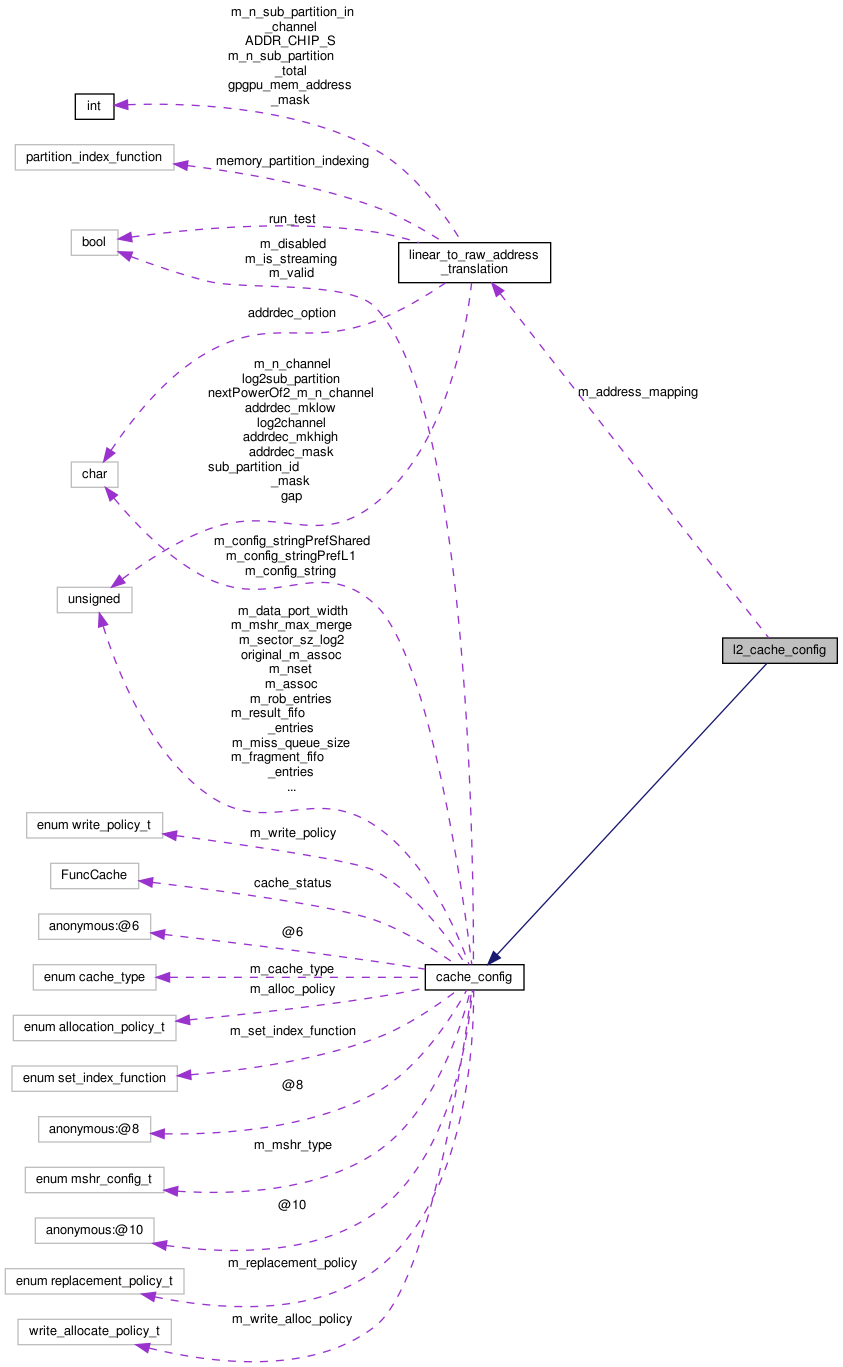 m_n_sub_partition_in
_channel
ADDR_CHIP_S
m_n_sub_partition
_total
gpgpu_mem_address
_mask
int
partition_index_function
memory_partition_indexing
run_test
bool
m_disabled
m_is_streaming
m_valid
linear_to_raw_address
_translation
addrdec_option
m_n_channel
log2sub_partition
nextPowerOf2_m_n_channel
addrdec_mklow
log2channel
addrdec_mkhigh
addrdec_mask
sub_partition_id
_mask
gap
m_address_mapping
char
m_config_stringPrefShared
m_config_stringPrefL1
m_config_string
unsigned
m_data_port_width
m_mshr_max_merge
m_sector_sz_log2
original_m_assoc
m_nset
m_assoc
m_rob_entries
m_result_fifo
_entries
m_miss_queue_size
m_fragment_fifo
_entries
...
l2_cache_config
enum write_policy_t
m_write_policy
FuncCache
cache_status
anonymous:@6
@6
enum cache_type
m_cache_type
cache_config
m_alloc_policy
enum allocation_policy_t
m_set_index_function
enum set_index_function
@8
anonymous:@8
m_mshr_type
enum mshr_config_t
@10
anonymous:@10
m_replacement_policy
enum replacement_policy_t
m_write_alloc_policy
write_allocate_policy_t